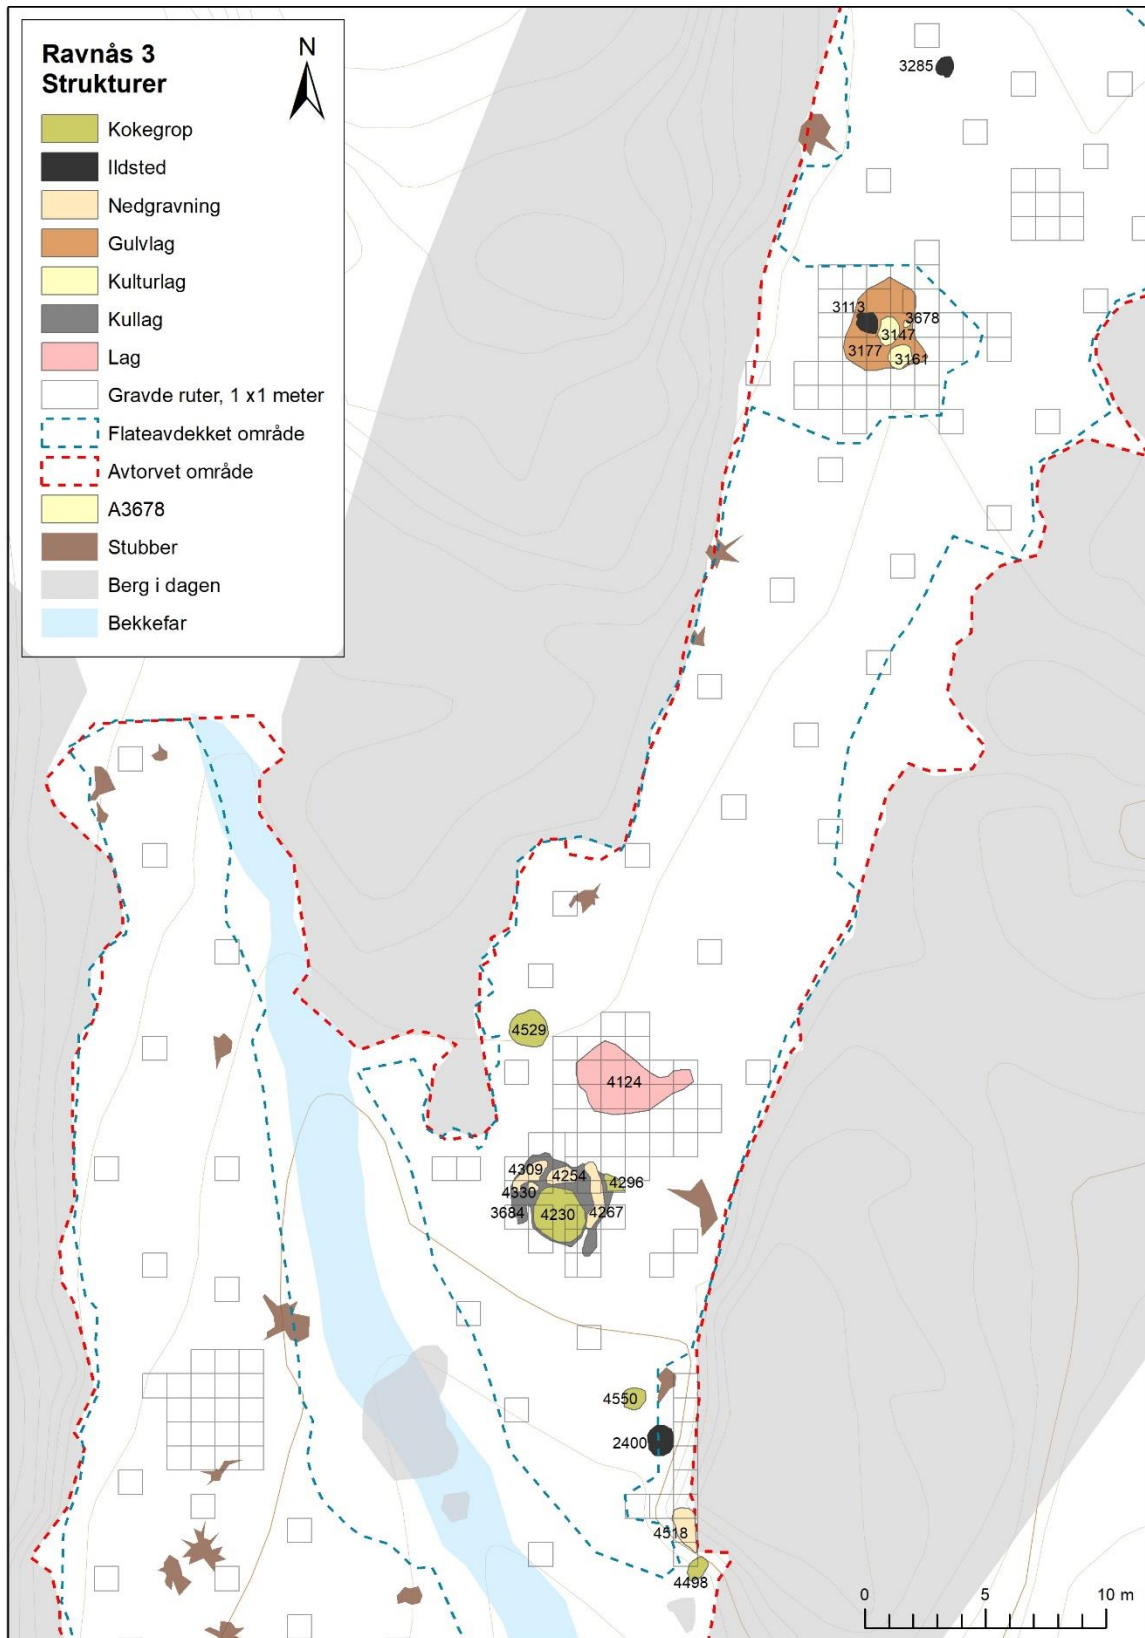 Ravnås 3
Strukturer
N
Kokegrop
Ildsted
Nedgravning
Gulvlag
Kulturlag
Kullag
Lag
Gravde ruter, 1 x1 meter
Flateavdekket område
Avtorvet område
A3678
Stubber
Berg i dagen
Bekkefar
3285
3113
3678
3147
3177
3161
4529
4124
4309
4254
4296
4330
3684
4230
4267
4550
2400
4518
4498
0 5 10 m